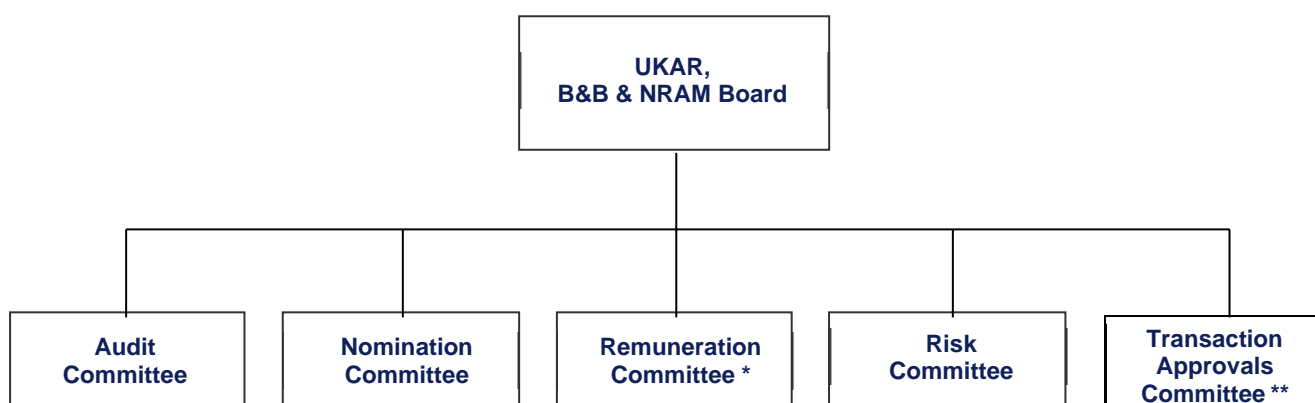 UKAR,
B&B & NRAM Board
Audit
Committee
Nomination
Committee
Remuneration
Committee *
Risk
Committee
Transaction
Approvals
Committee **